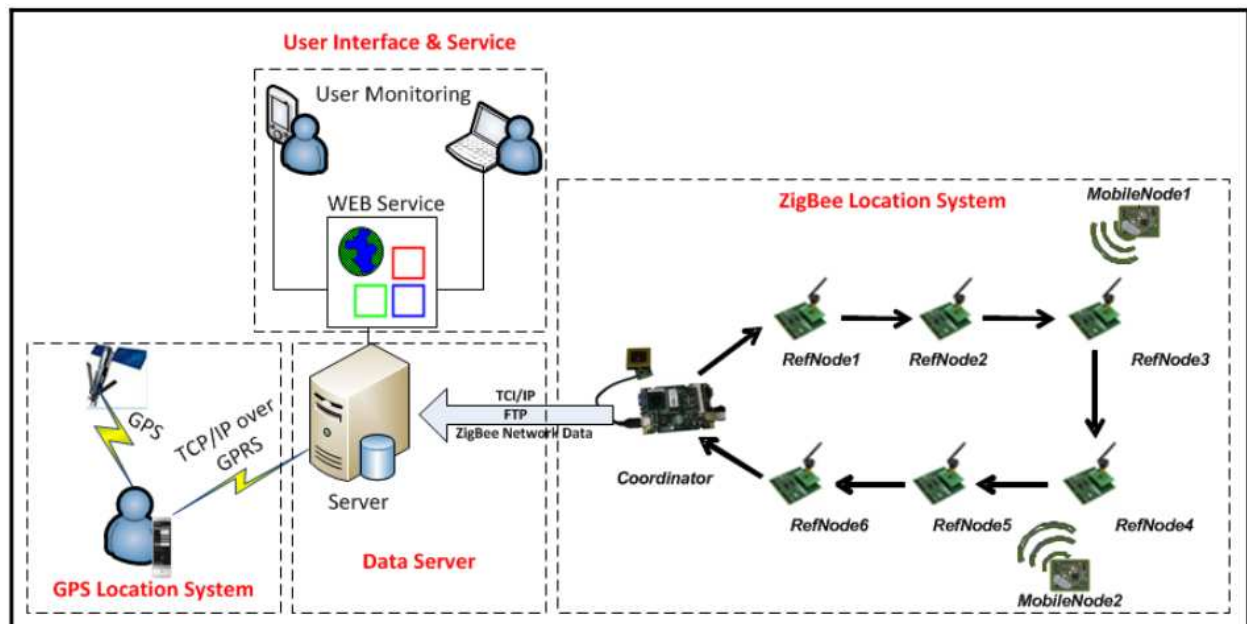 User Interface & Service
User Monitoring
WEB Service
ZigBee Location System
MobileNode1
RefNode1
RefNode2
RefNode3
TCI/IP
FTP
ZigBee Network Data
Coordinator
RefNode6
RefNode5
RefNode4
MobileNode2
GPS
TCP/IP over
GPRS
Server
Data Server
GPS Location System